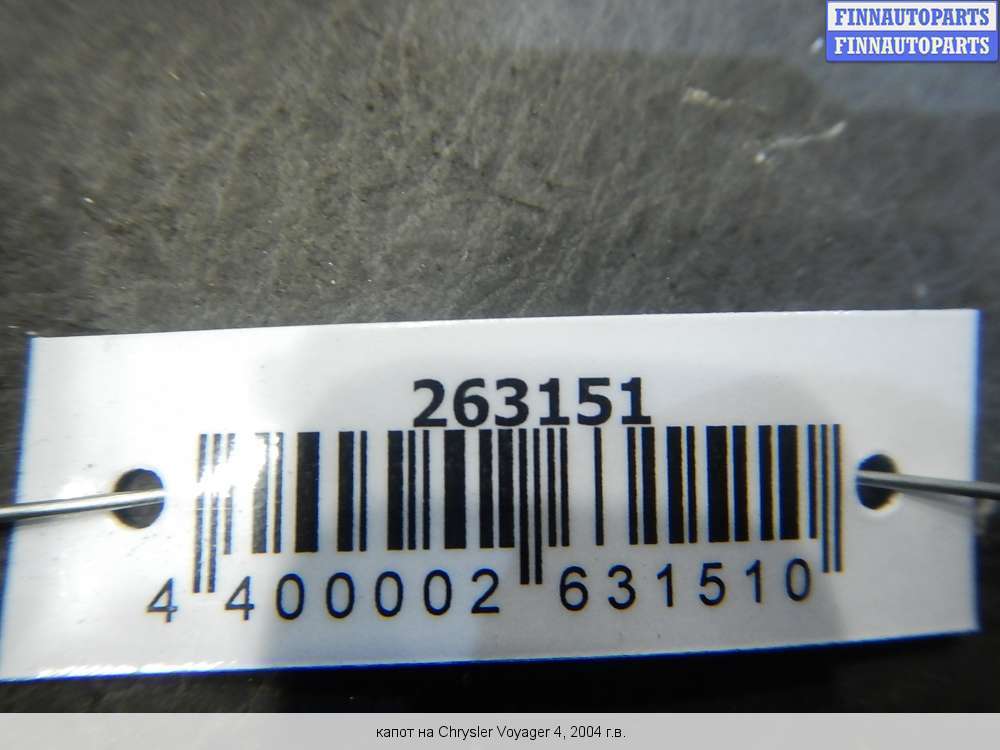 FINNAUTOPARTS
FINNAUTOPARTS
263151
4 400002 631510
капот на Chrysler Voyager 4, 2004 г.в.